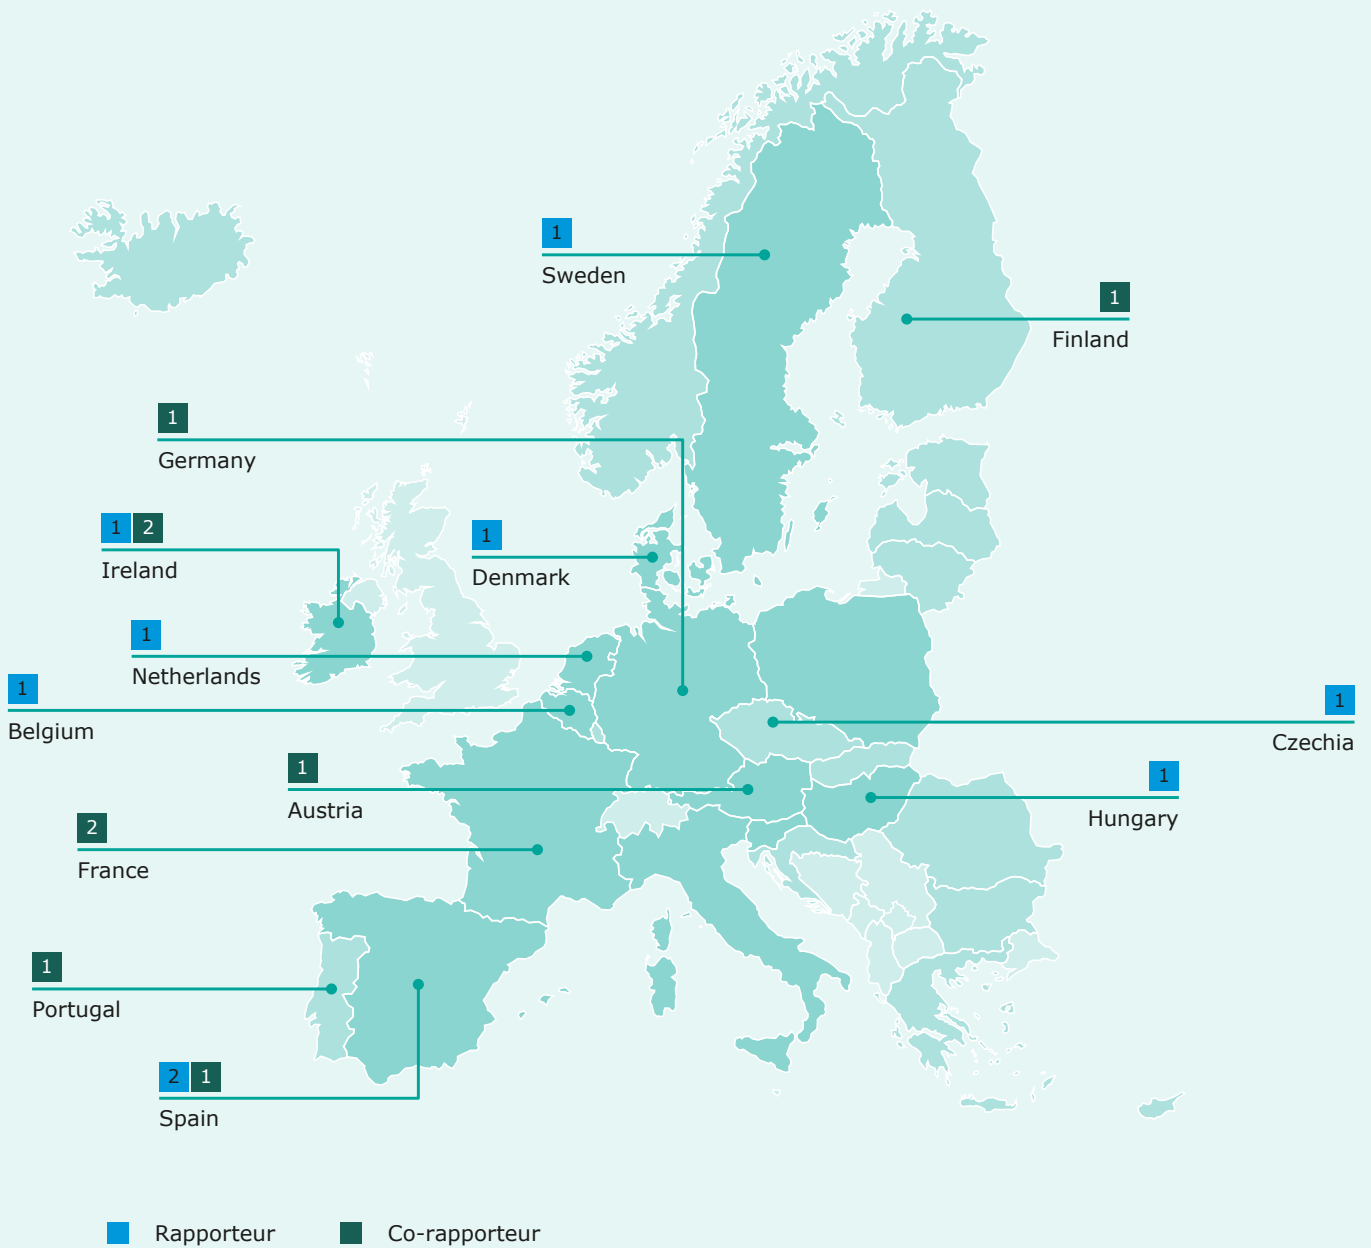 1
Sweden
1
Finland
1
Germany
1 2
Ireland
1
Denmark
1
Netherlands
1
Belgium
1
Czechia
1
Austria
1
Hungary
2
France
1
Portugal
2 1
Spain
Rapporteur Co-rapporteur